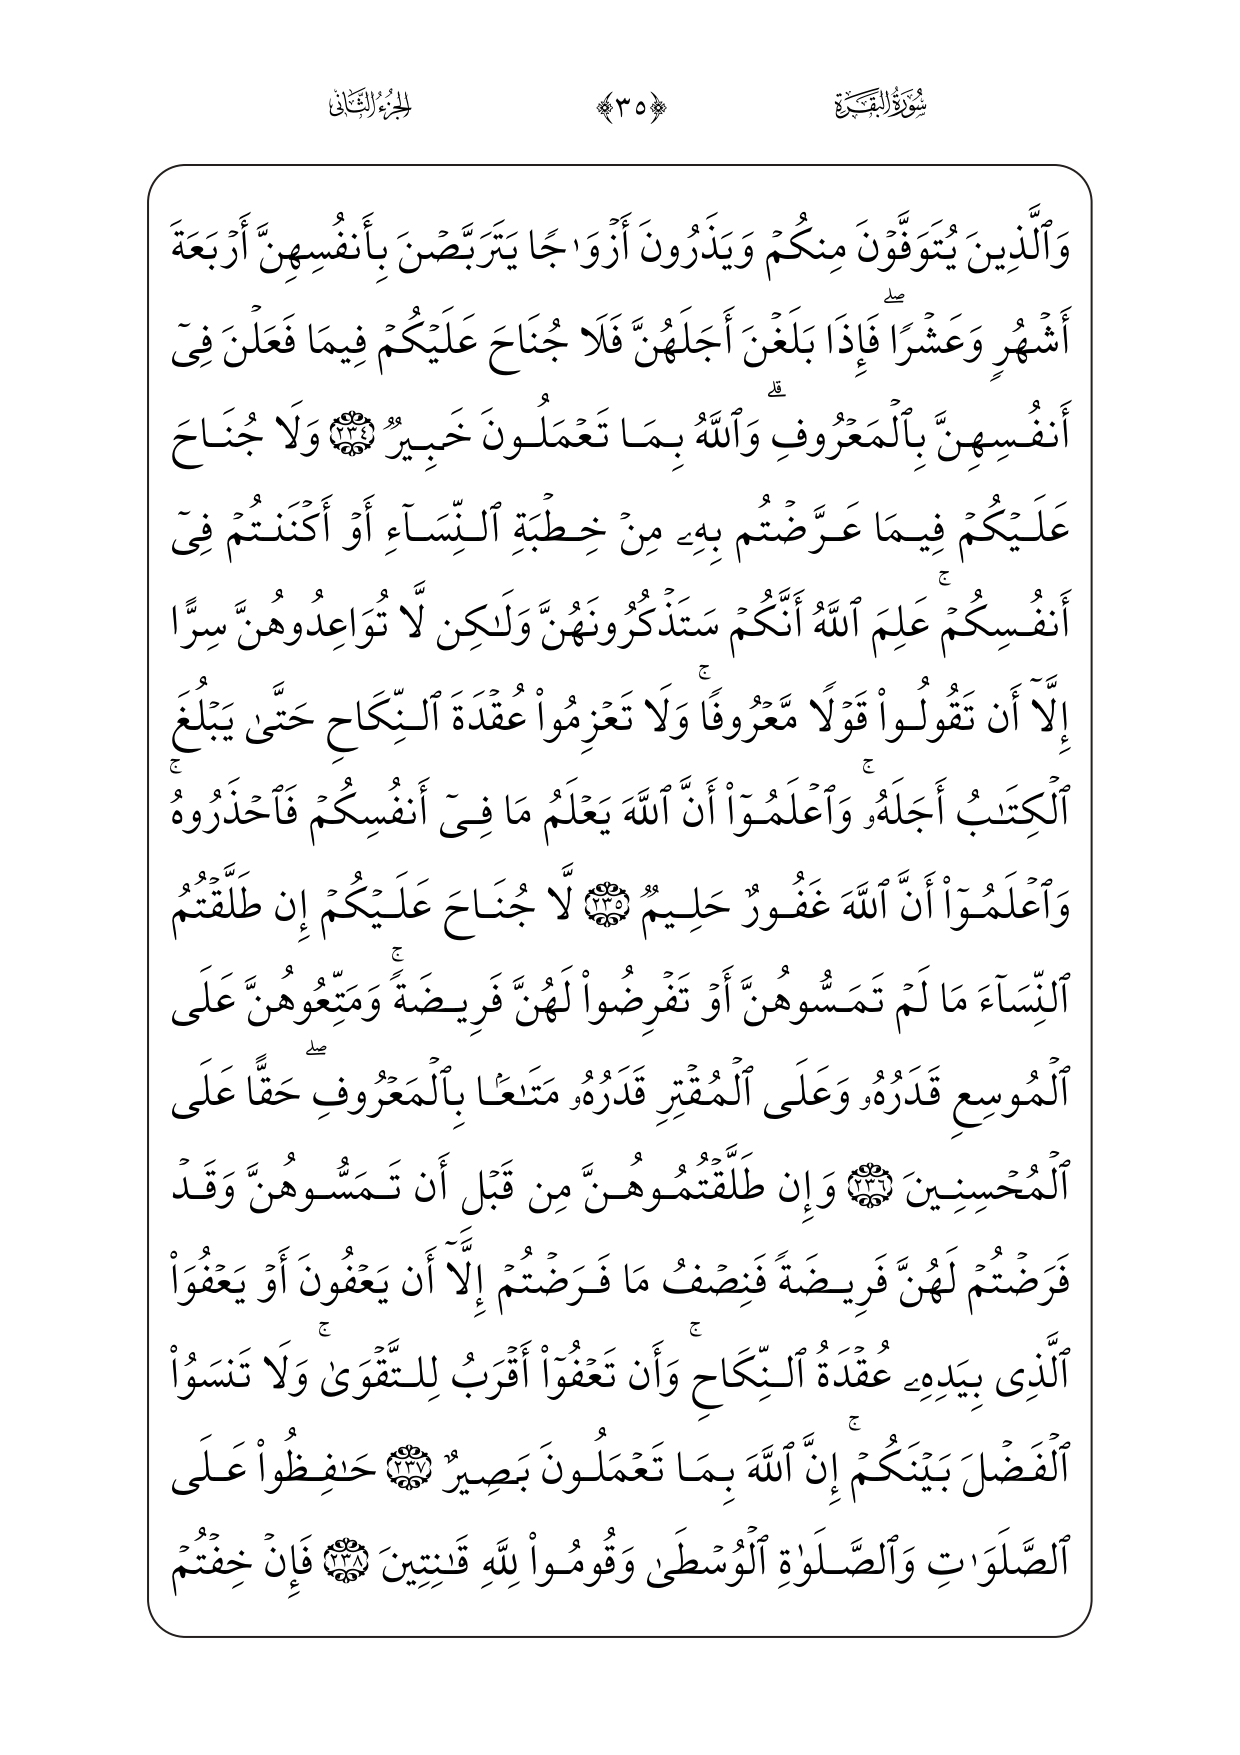 سُورَةُ البَقَرَةِ ﴿٣٥﴾ الجُزْءُ الثَّانِي
وَٱلَّذِينَ يُتَوَفَّوۡنَ مِنكُمۡ وَيَذَرُونَ أَزۡوَٰجًا يَتَرَبَّصۡنَ بِأَنفُسِهِنَّ أَرۡبَعَةَ
أَشۡهُرٍ وَعَشۡرًاۖ فَإِذَا بَلَغۡنَ أَجَلَهُنَّ فَلَا جُنَاحَ عَلَيۡكُمۡ فِيمَا فَعَلۡنَ فِيٓ
أَنفُسِهِنَّ بِٱلۡمَعۡرُوفِۗ وَٱللَّهُ بِمَا تَعۡمَلُونَ خَبِيرٌ ٢٣٤ وَلَا جُنَاحَ
عَلَيۡكُمۡ فِيمَا عَرَّضۡتُم بِهِۦ مِنۡ خِطۡبَةِ ٱلنِّسَآءِ أَوۡ أَكۡنَنتُمۡ فِيٓ
أَنفُسِكُمۡۚ عَلِمَ ٱللَّهُ أَنَّكُمۡ سَتَذۡكُرُونَهُنَّ وَلَٰكِن لَّا تُوَاعِدُوهُنَّ سِرًّا
إِلَّآ أَن تَقُولُواْ قَوۡلًا مَّعۡرُوفًاۚ وَلَا تَعۡزِمُواْ عُقۡدَةَ ٱلنِّكَاحِ حَتَّىٰ يَبۡلُغَ
ٱلۡكِتَٰبُ أَجَلَهُۥۚ وَٱعۡلَمُوٓاْ أَنَّ ٱللَّهَ يَعۡلَمُ مَا فِيٓ أَنفُسِكُمۡ فَٱحۡذَرُوهُۚ
وَٱعۡلَمُوٓاْ أَنَّ ٱللَّهَ غَفُورٌ حَلِيمٌ ٢٣٥ لَّا جُنَاحَ عَلَيۡكُمۡ إِن طَلَّقۡتُمُ
ٱلنِّسَآءَ مَا لَمۡ تَمَسُّوهُنَّ أَوۡ تَفۡرِضُواْ لَهُنَّ فَرِيضَةًۚ وَمَتِّعُوهُنَّ عَلَى
ٱلۡمُوسِعِ قَدَرُهُۥ وَعَلَى ٱلۡمُقۡتِرِ قَدَرُهُۥ مَتَٰعَۢا بِٱلۡمَعۡرُوفِۖ حَقًّا عَلَى
ٱلۡمُحۡسِنِينَ ٢٣٦ وَإِن طَلَّقۡتُمُوهُنَّ مِن قَبۡلِ أَن تَمَسُّوهُنَّ وَقَدۡ
فَرَضۡتُمۡ لَهُنَّ فَرِيضَةً فَنِصۡفُ مَا فَرَضۡتُمۡ إِلَّآ أَن يَعۡفُونَ أَوۡ يَعۡفُوَاْ
ٱلَّذِي بِيَدِهِۦ عُقۡدَةُ ٱلنِّكَاحِۚ وَأَن تَعۡفُوٓاْ أَقۡرَبُ لِلتَّقۡوَىٰۚ وَلَا تَنسَوُاْ
ٱلۡفَضۡلَ بَيۡنَكُمۡۚ إِنَّ ٱللَّهَ بِمَا تَعۡمَلُونَ بَصِيرٌ ٢٣٧ حَٰفِظُواْ عَلَى
ٱلصَّلَوَٰتِ وَٱلصَّلَوٰةِ ٱلۡوُسۡطَىٰ وَقُومُواْ لِلَّهِ قَٰنِتِينَ ٢٣٨ فَإِنۡ خِفۡتُمۡ